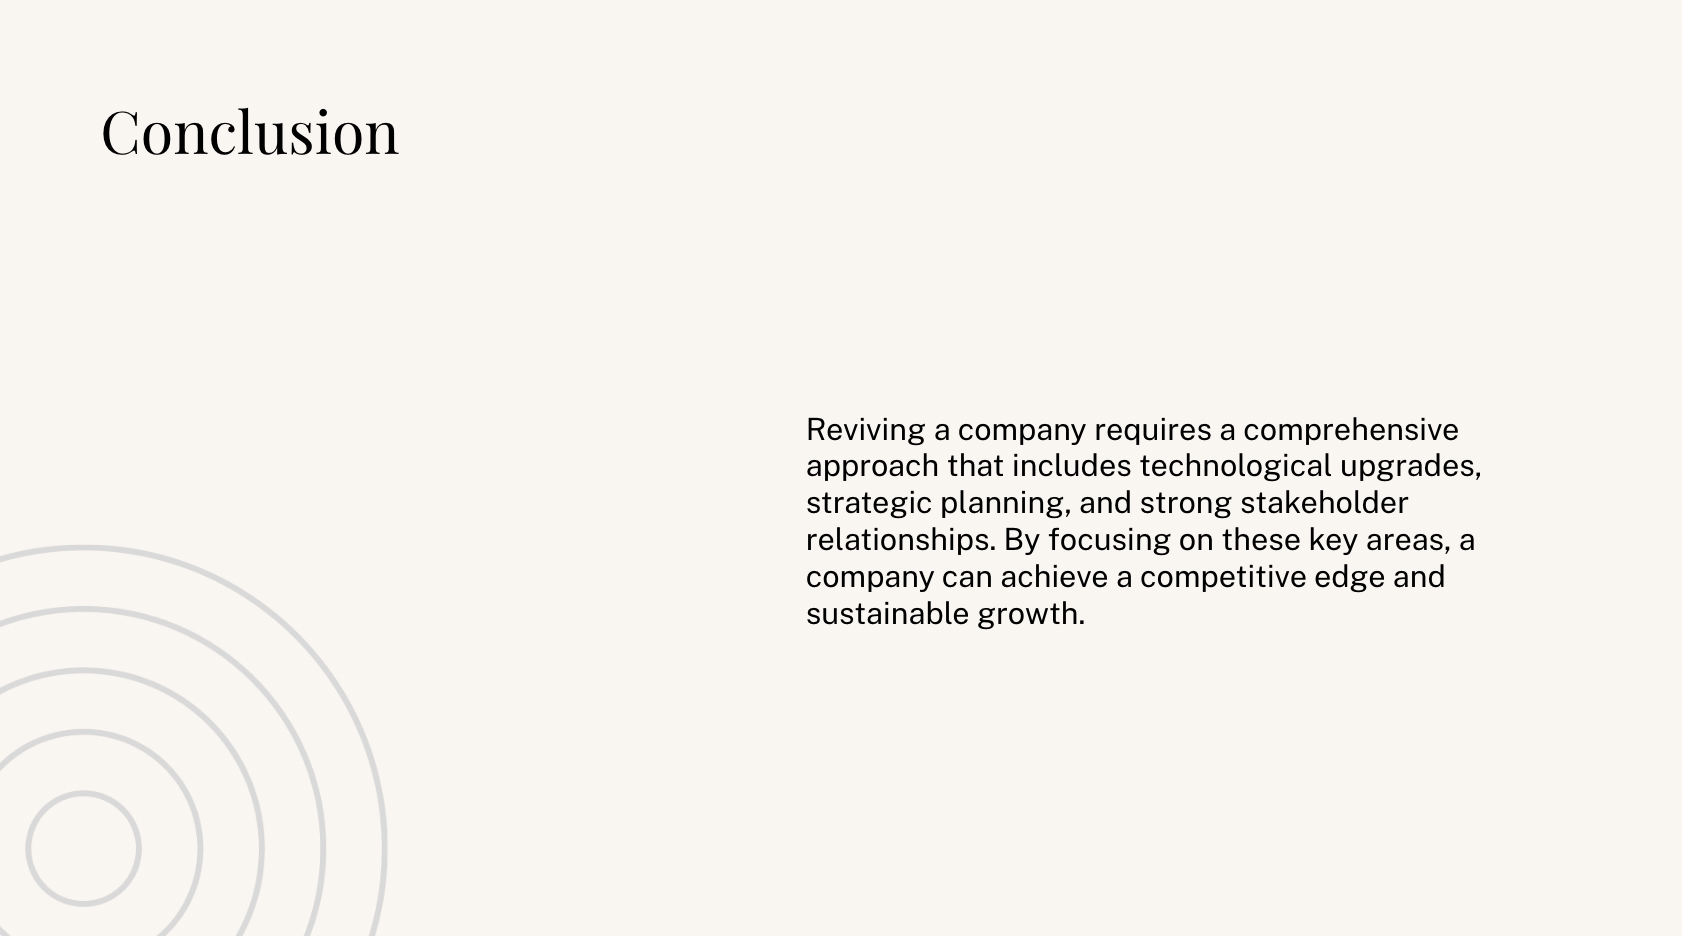 Conclusion
Reviving a company requires a comprehensive
approach that includes technological upgrades,
strategic planning, and strong stakeholder
relationships. By focusing on these key areas, a
company can achieve a competitive edge and
sustainable growth.